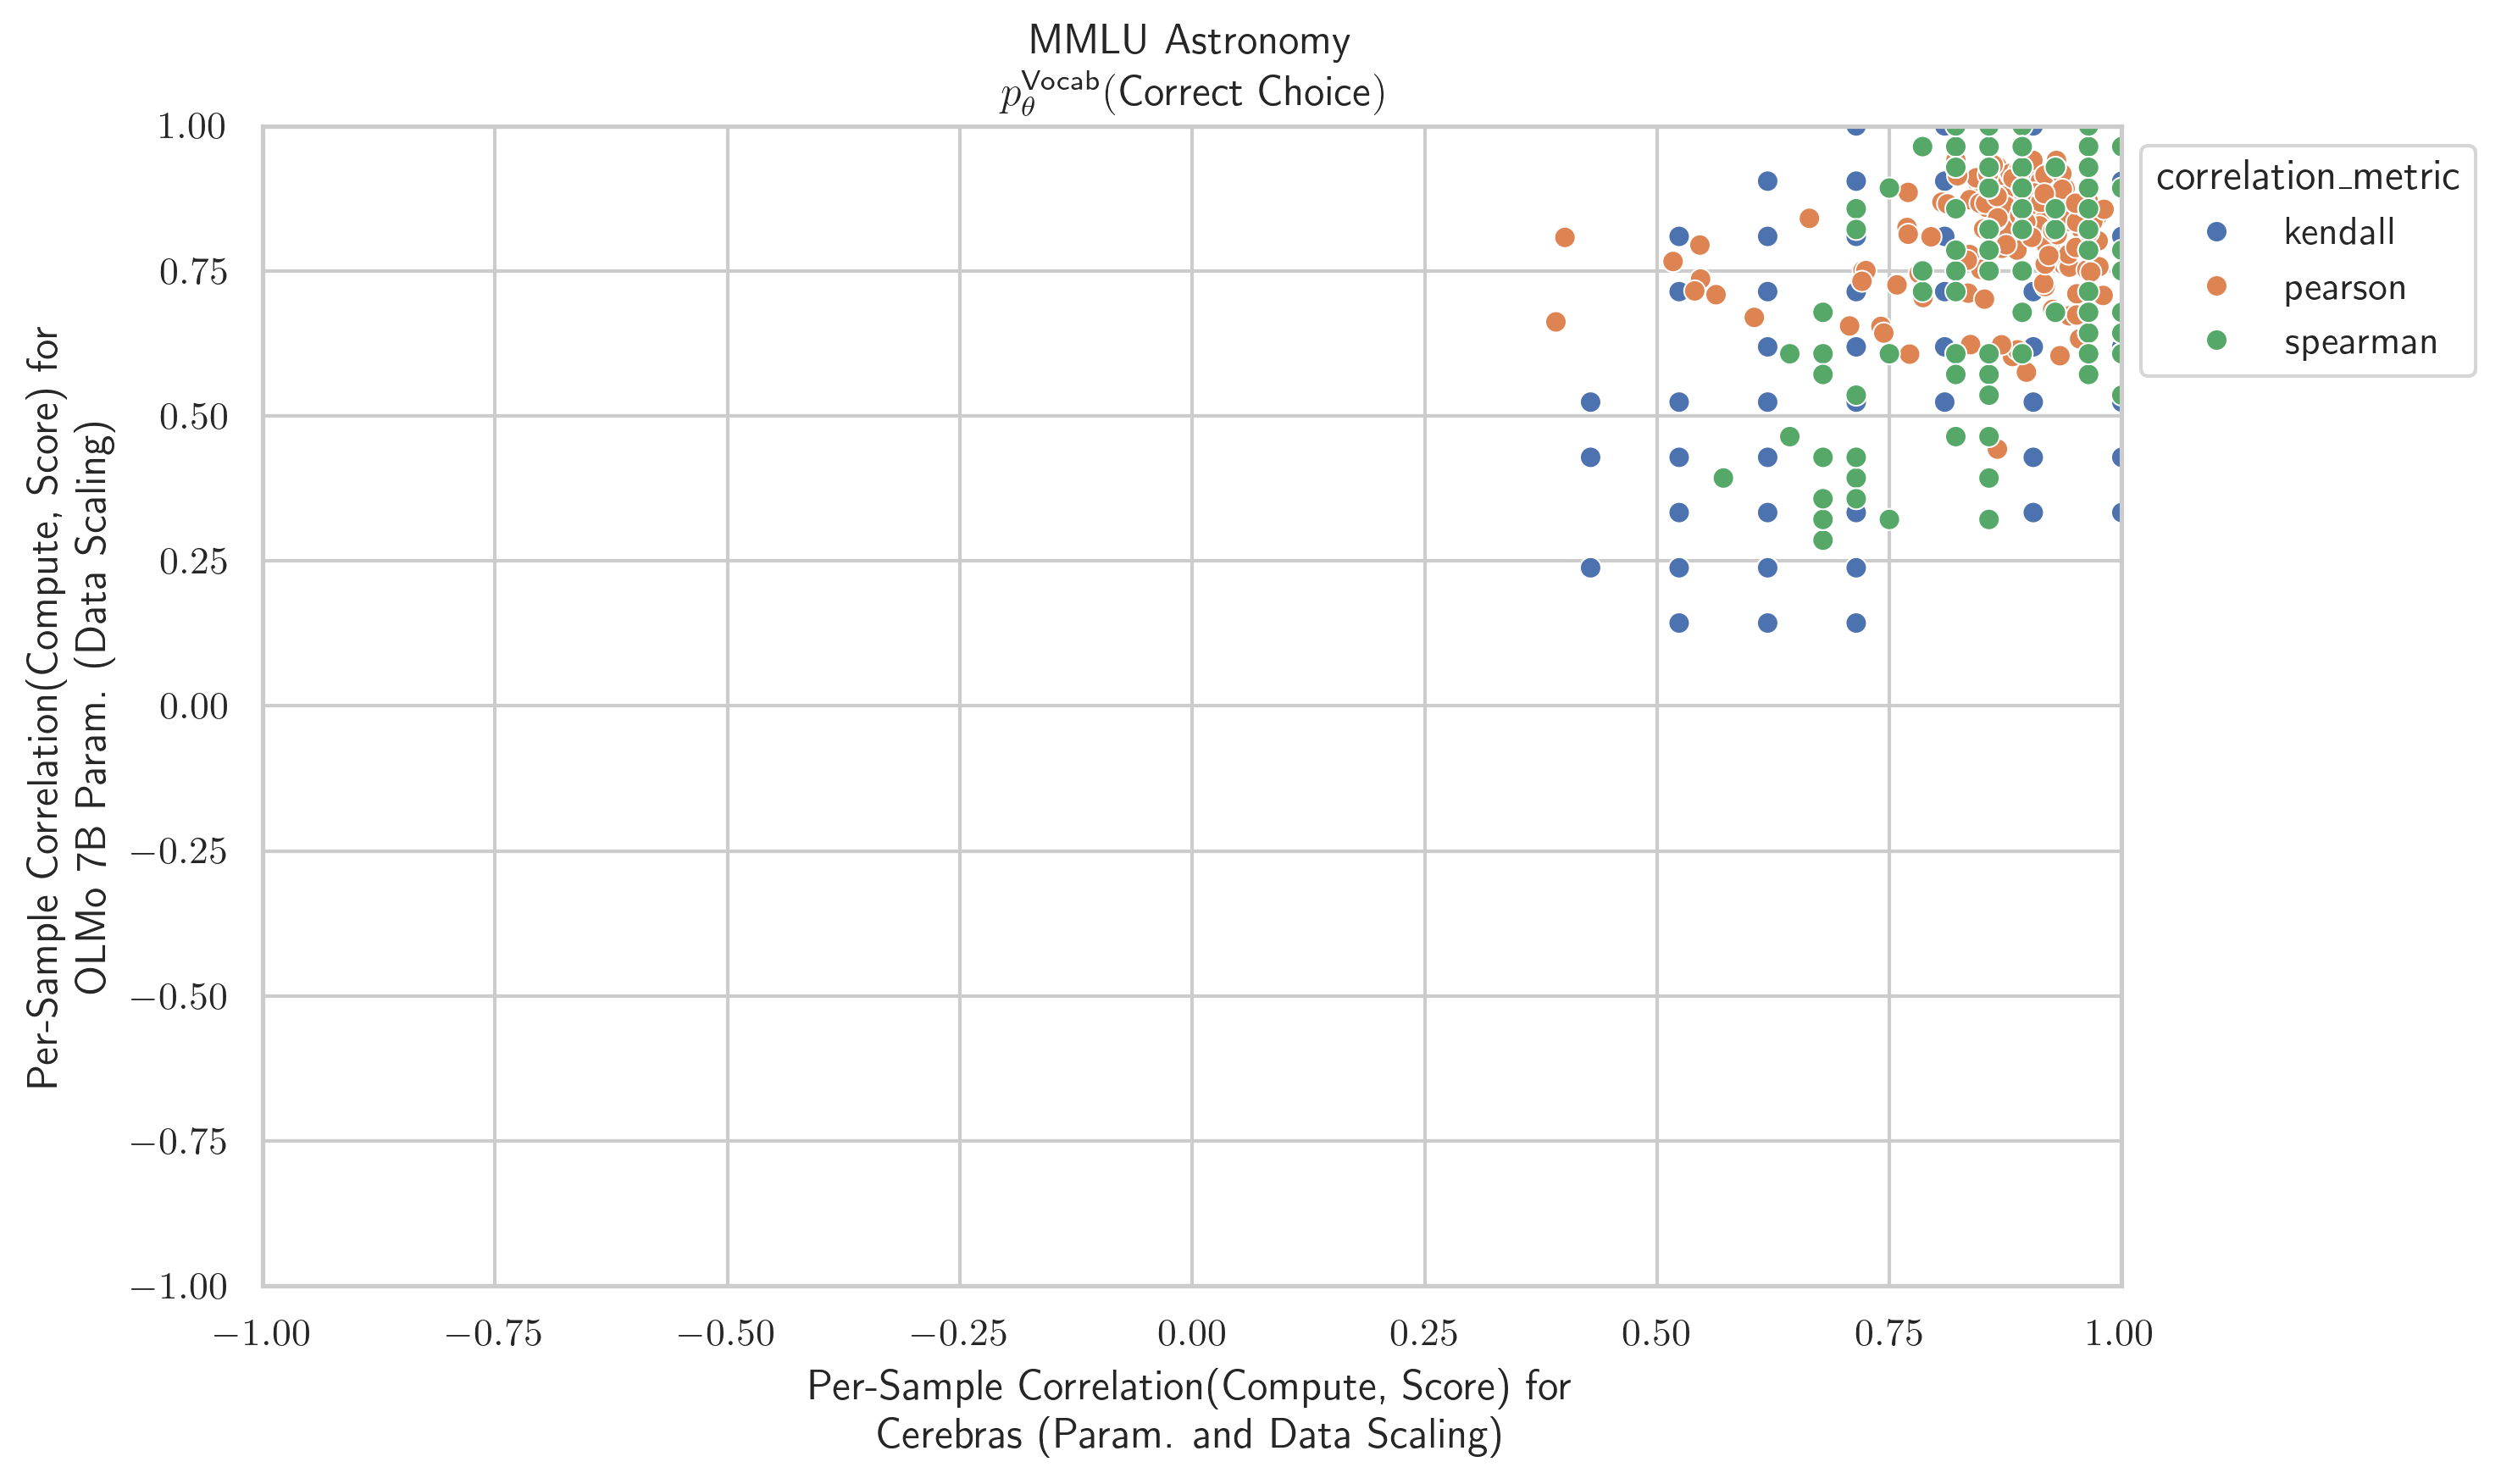 MMLU Astronomy
p_θ^Vocab(Correct Choice)
1.00
0.75
0.50
0.25
0.00
−0.25
−0.50
−0.75
−1.00
Per-Sample Correlation(Compute, Score) for
OLMo 7B Param. (Data Scaling)
−1.00 −0.75 −0.50 −0.25 0.00 0.25 0.50 0.75 1.00
Per-Sample Correlation(Compute, Score) for
Cerebras (Param. and Data Scaling)
correlation_metric
kendall
pearson
spearman